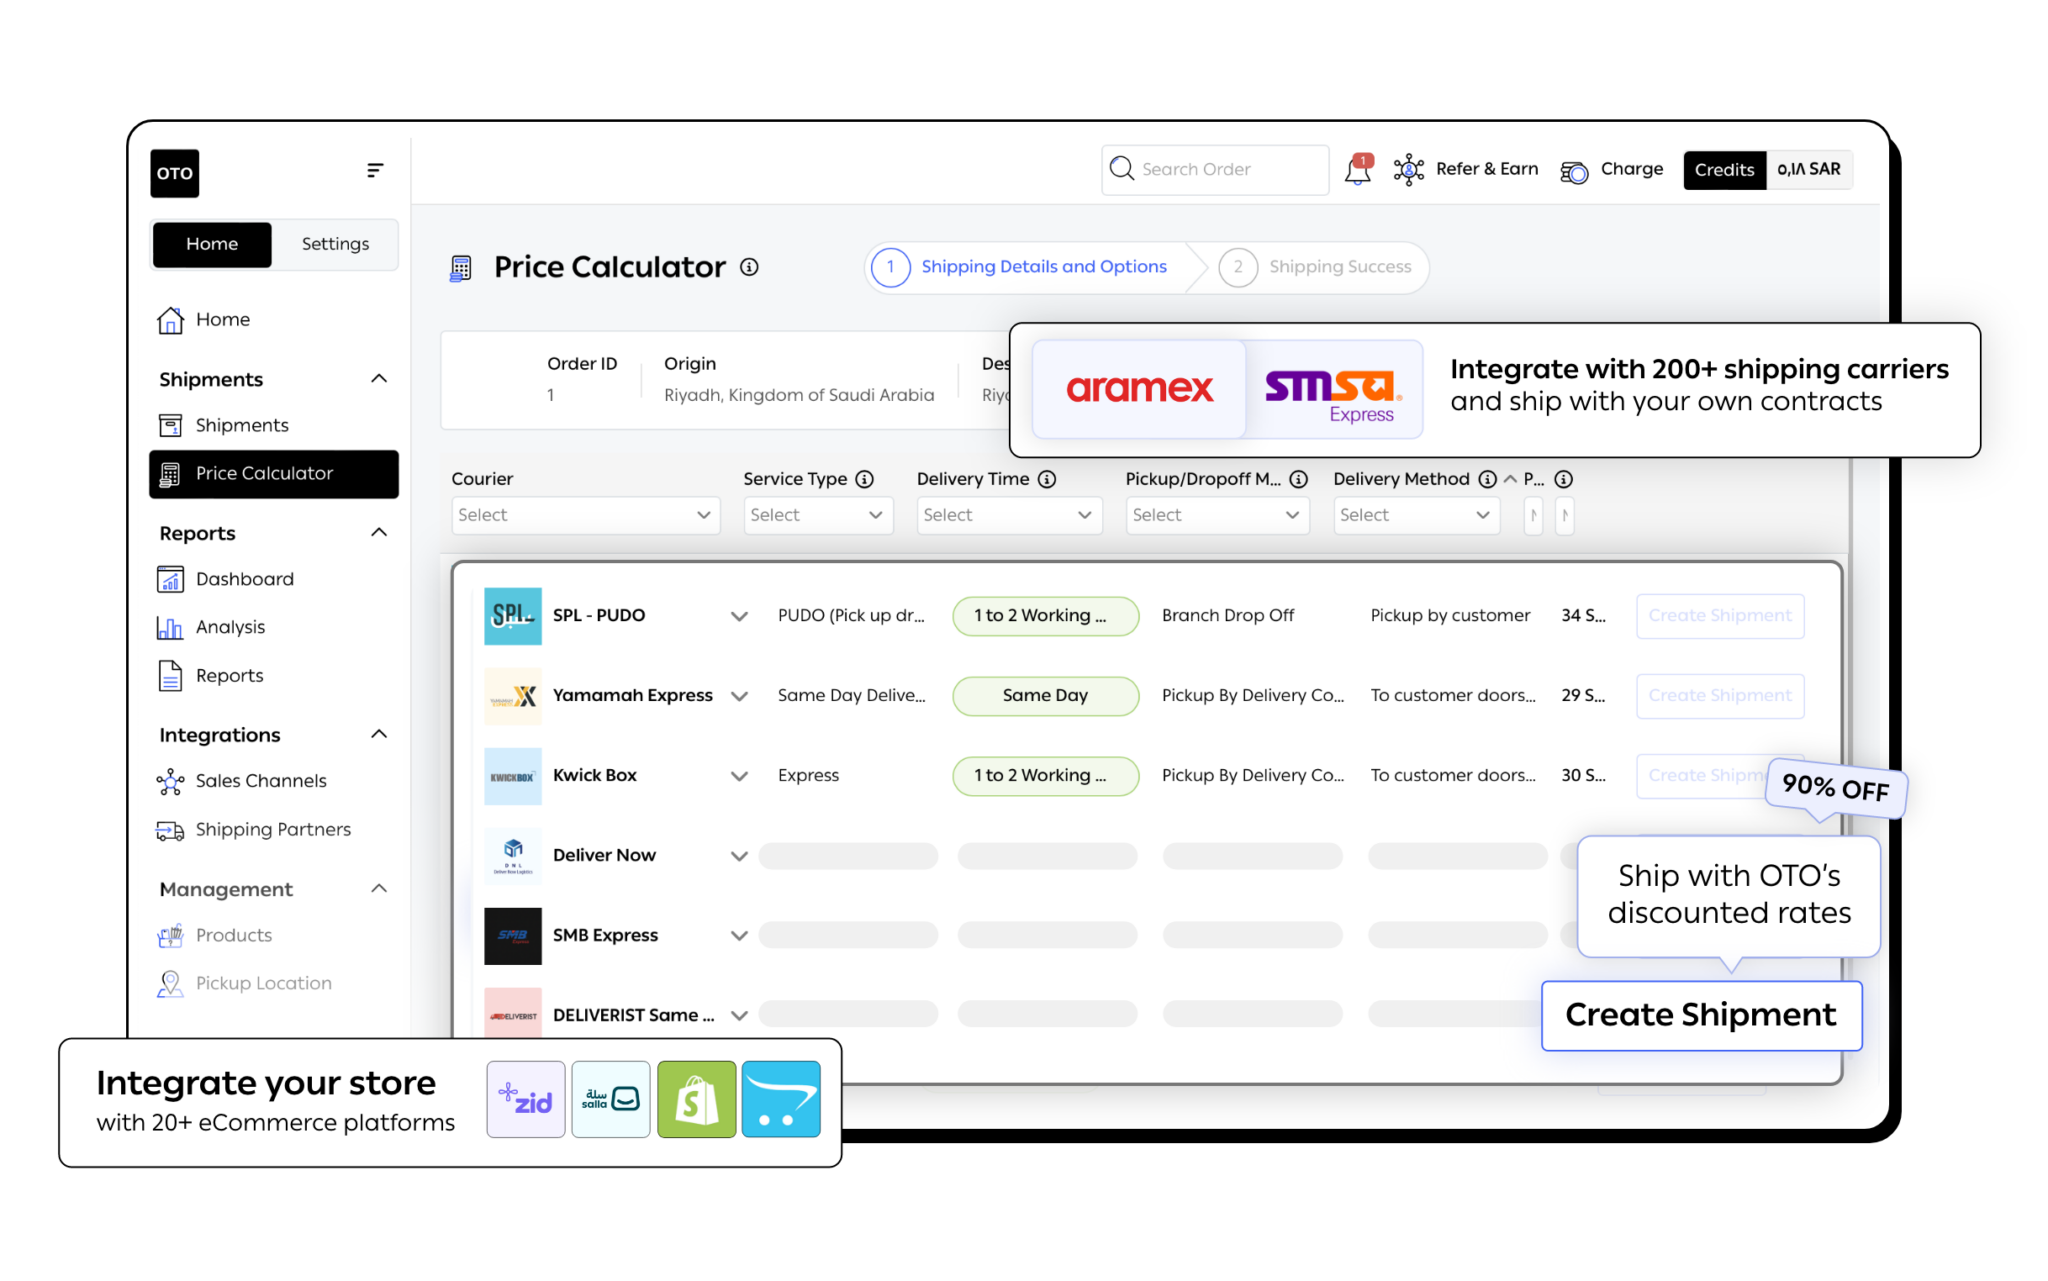 OTO
Search Order
1
Refer & Earn
Charge
Credits
٥,١٨ SAR
Home
Settings
Price Calculator
1
Shipping Details and Options
2
Shipping Success
Home
Shipments
Shipments
Price Calculator
Reports
Dashboard
Analysis
Reports
Integrations
Sales Channels
Shipping Partners
Management
Products
Pickup Location
Order ID
1
Origin
Riyadh, Kingdom of Saudi Arabia
aramex
smsa
Express
Integrate with 200+ shipping carriers
and ship with your own contracts
Courier
Service Type
Delivery Time
Pickup/Dropoff M...
Delivery Method
P...
Select
Select
Select
Select
Select
SPL
سبل
SPL - PUDO
PUDO (Pick up dr...
1 to 2 Working ...
Branch Drop Off
Pickup by customer
34 S...
Create Shipment
Yamamah Express
Same Day Delive...
Same Day
Pickup By Delivery Co...
To customer doors...
29 S...
Create Shipment
KWICKBOX
Kwick Box
Express
1 to 2 Working ...
Pickup By Delivery Co...
To customer doors...
30 S...
Create Shipm
90% OFF
DNL
Deliver Now
SMB
SMB Express
DELIVERIST
DELIVERIST Same ...
Ship with OTO's
discounted rates
Create Shipment
Integrate your store
with 20+ eCommerce platforms
zid
سلة
salla
S